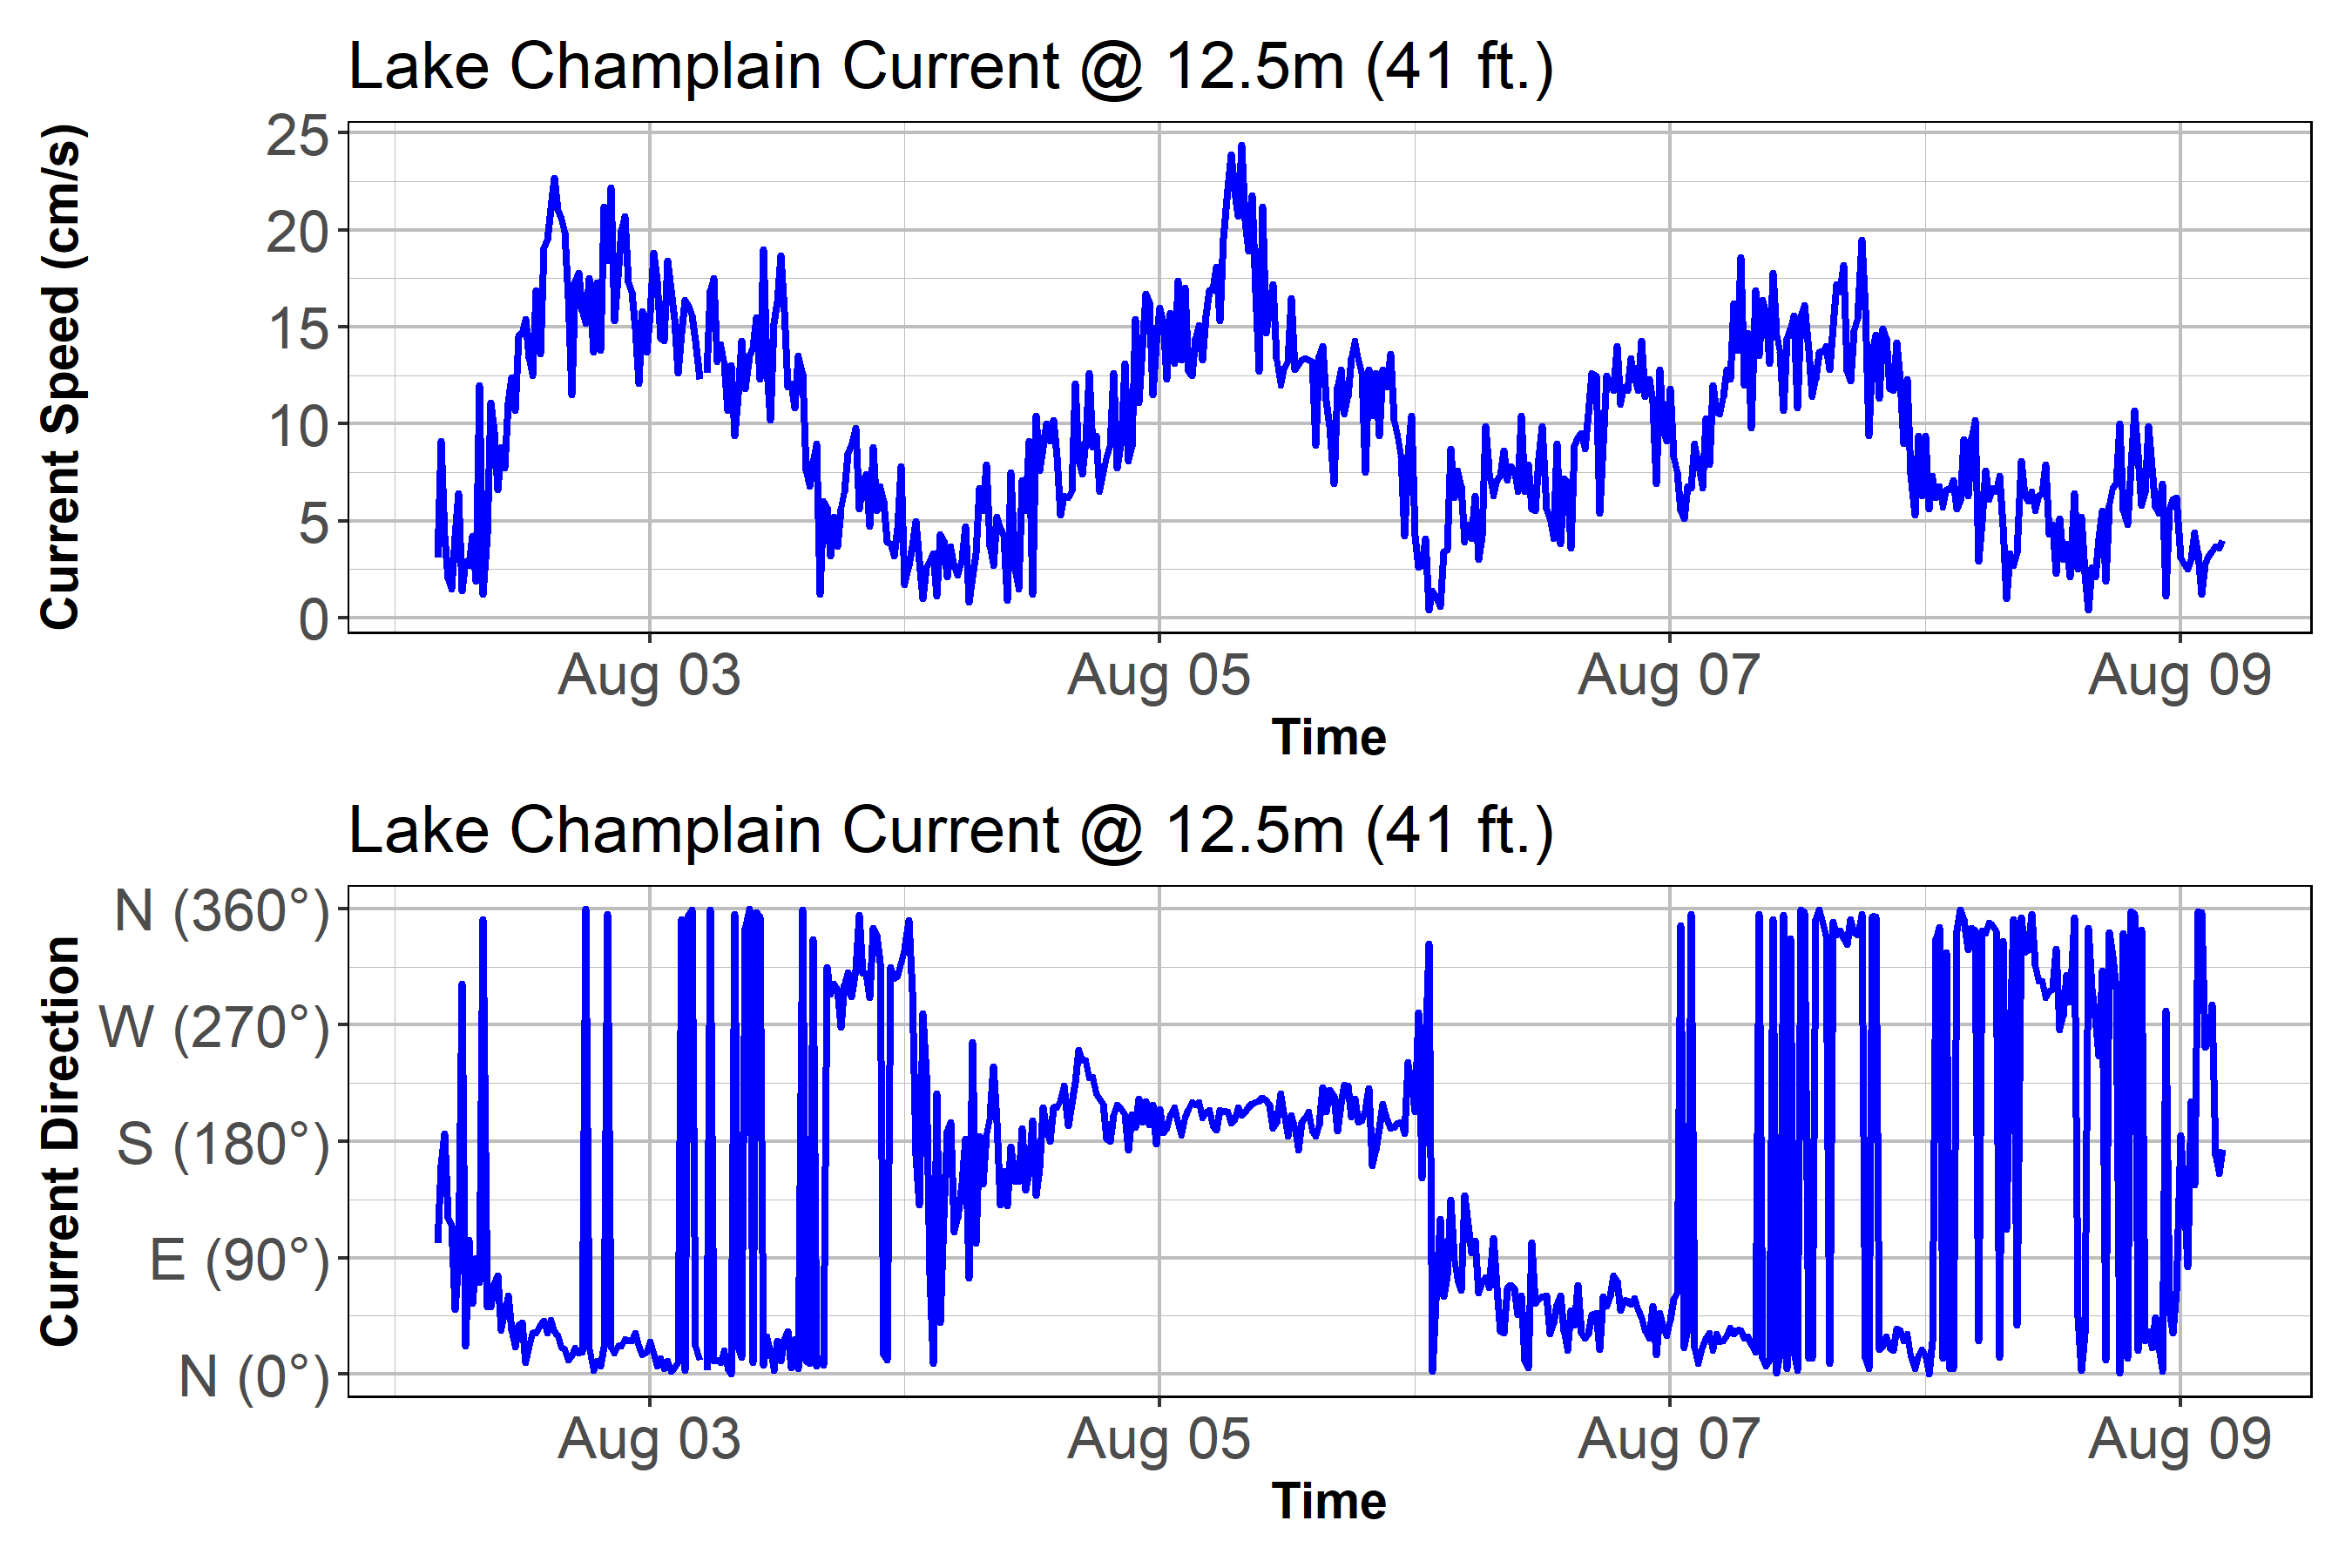 Lake Champlain Current @ 12.5m (41 ft.)
Current Speed (cm/s)
25
20
15
10
5
0
Aug 03 Aug 05 Aug 07 Aug 09
Time
Lake Champlain Current @ 12.5m (41 ft.)
Current Direction
N (360°)
W (270°)
S (180°)
E (90°)
N (0°)
Aug 03 Aug 05 Aug 07 Aug 09
Time